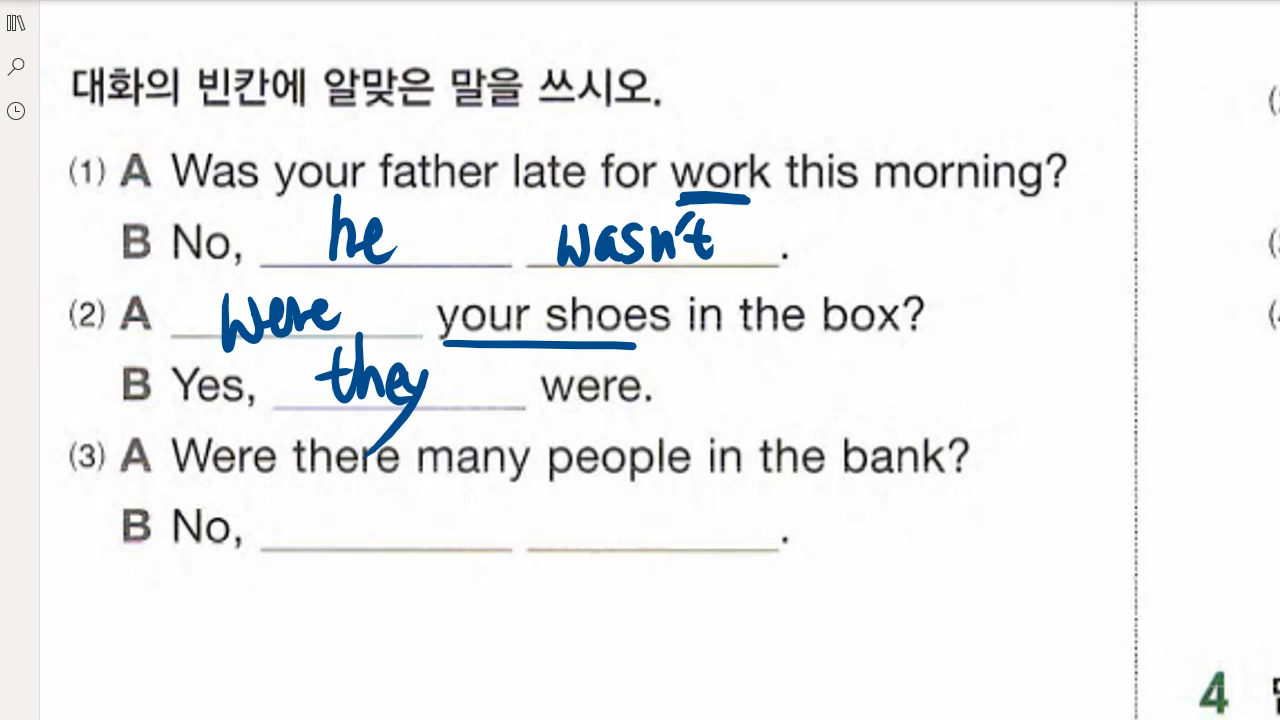 대화의 빈칸에 알맞은 말을 쓰시오.
(1) A Was your father late for work this morning?
B No, he wasn't.
(2) A were your shoes in the box?
B Yes, they were.
(3) A Were there many people in the bank?
B No, ______ ______.
4